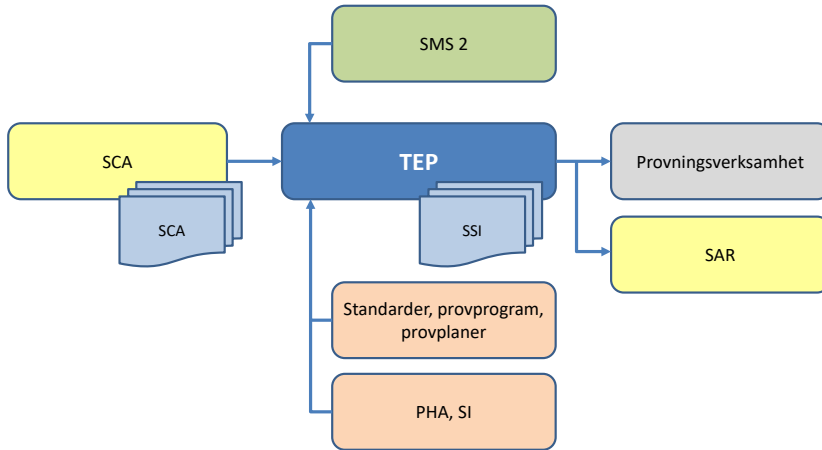 SMS 2
SCA
TEP
Provningsverksamhet
SCA
SSI
SAR
Standarder, provprogram,
provplaner
PHA, SI